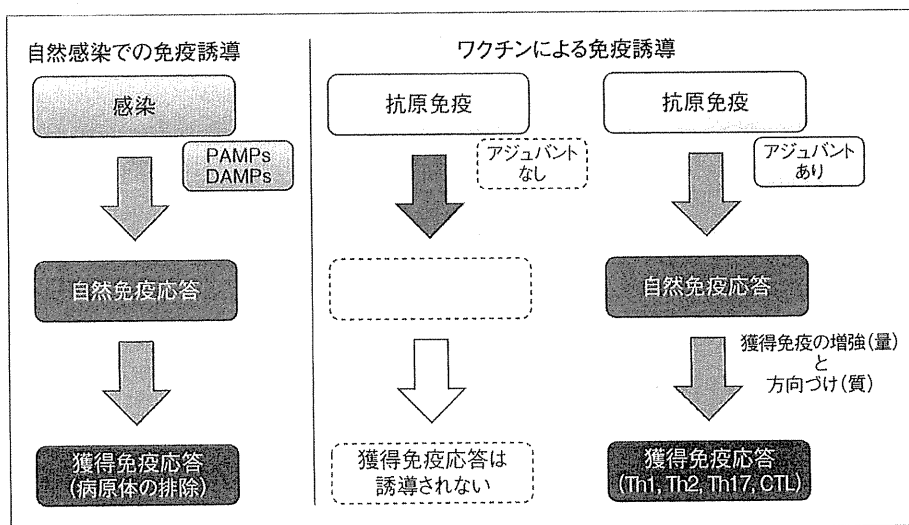 自然感染での免疫誘導
感染
PAMPs
DAMPs
自然免疫応答
獲得免疫応答
(病原体の排除)
ワクチンによる免疫誘導
抗原免疫
アジュバント
なし
獲得免疫応答は
誘導されない
抗原免疫
アジュバント
あり
自然免疫応答
獲得免疫の増強(量)
と
方向づけ(質)
獲得免疫応答
(Th1, Th2, Th17, CTL)